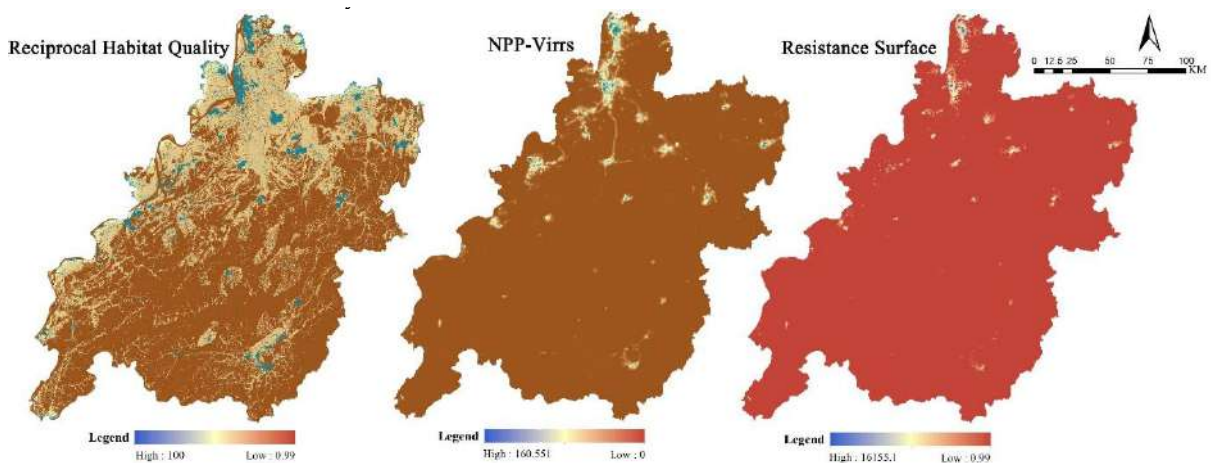 Reciprocal Habitat Quality
NPP-Virrs
Resistance Surface
0 12.5 25 50 75 100
KM
Legend
High : 100 Low : 0.99
Legend
High : 160.551 Low : 0
Legend
High : 16155.1 Low : 0.99